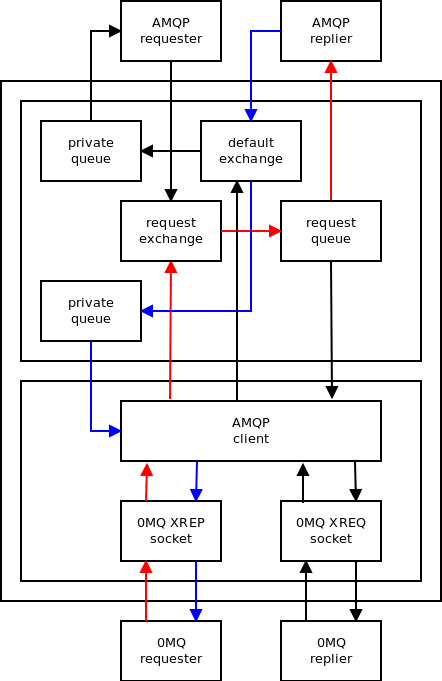 AMQP
requester
AMQP
replier
private
queue
default
exchange
request
exchange
request
queue
private
queue
AMQP
client
0MQ XREP
socket
0MQ XREQ
socket
0MQ
requester
0MQ
replier